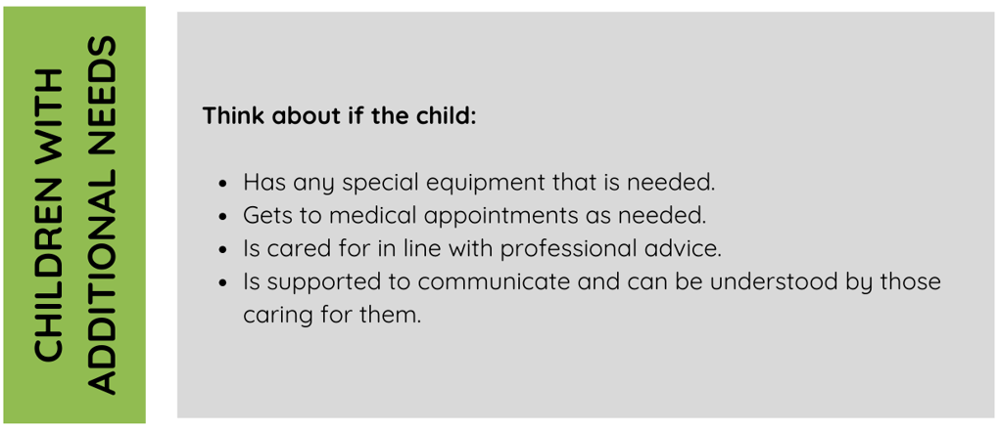 CHILDREN WITH
ADDITIONAL NEEDS
Think about if the child:
• Has any special equipment that is needed.
• Gets to medical appointments as needed.
• Is cared for in line with professional advice.
• Is supported to communicate and can be understood by those
caring for them.